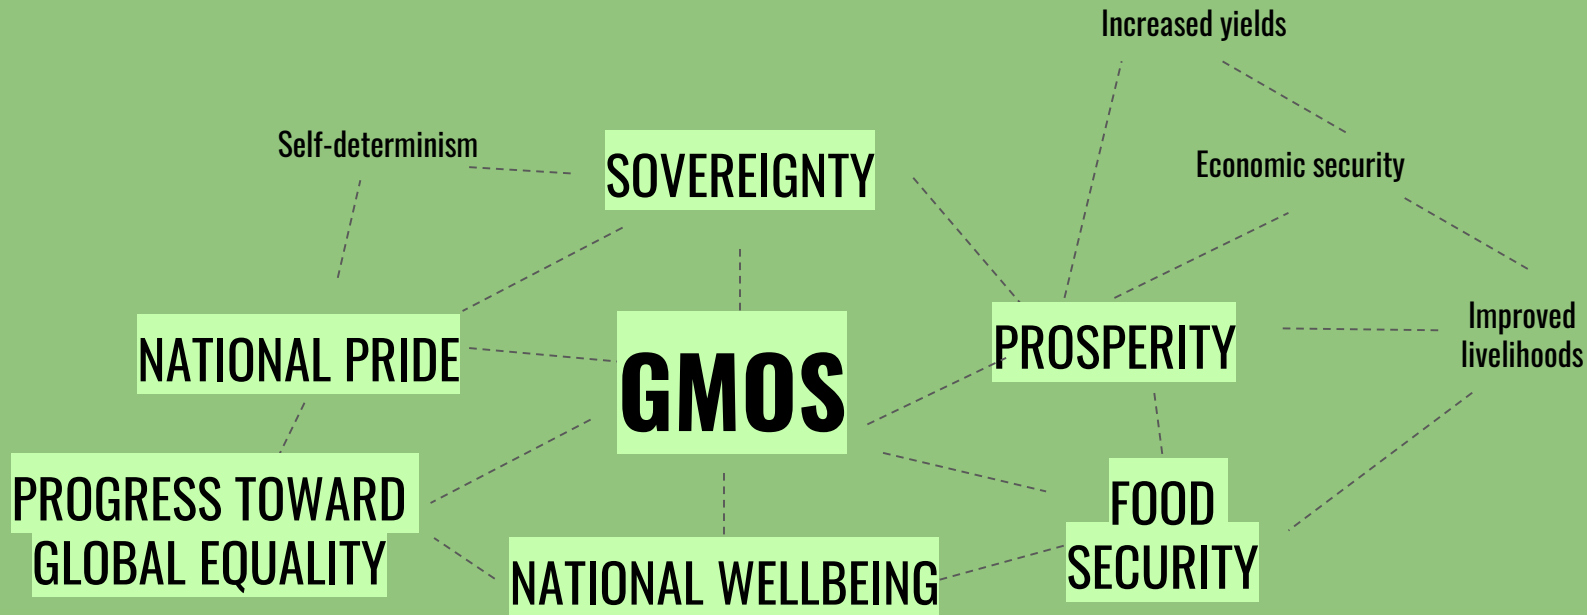 Increased yields
Self-determinism
SOVEREIGNTY
Economic security
NATIONAL PRIDE
GMOS
PROSPERITY
Improved
livelihoods
PROGRESS TOWARD
GLOBAL EQUALITY
NATIONAL WELLBEING
FOOD
SECURITY